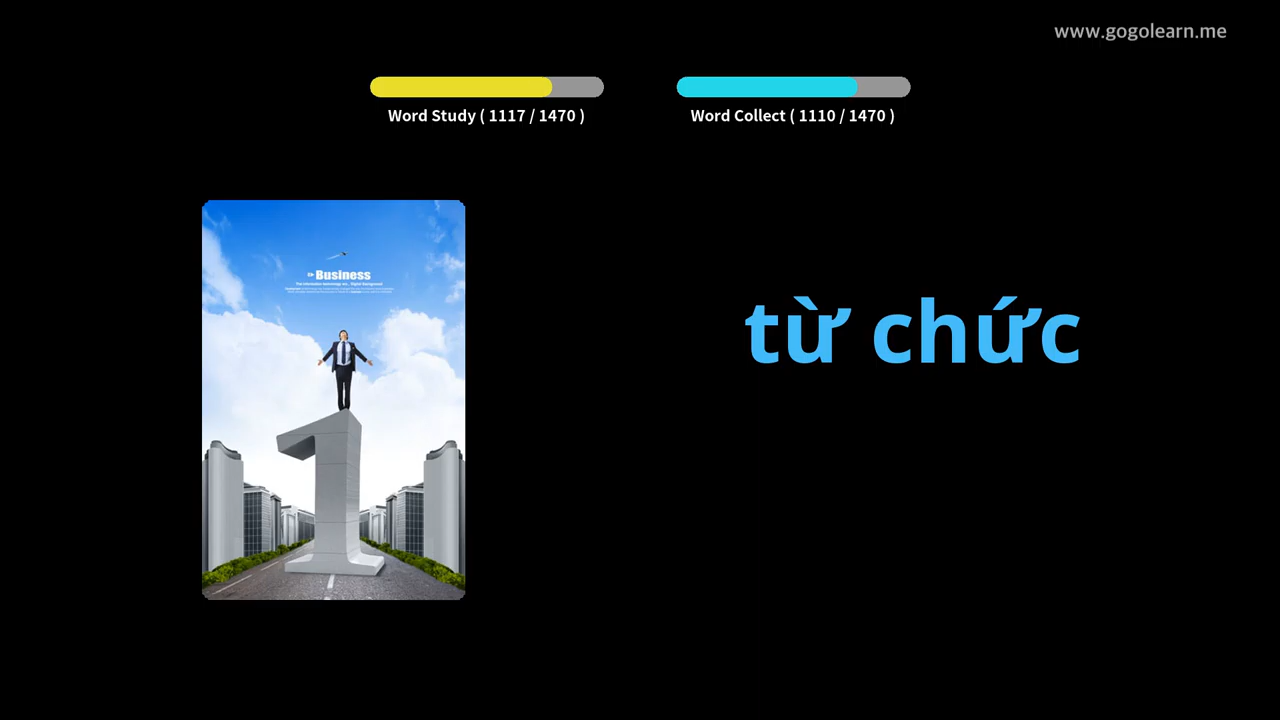 www.gogolearn.me
Word Study ( 1117 / 1470 )
Word Collect ( 1110 / 1470 )
Business
từ chức